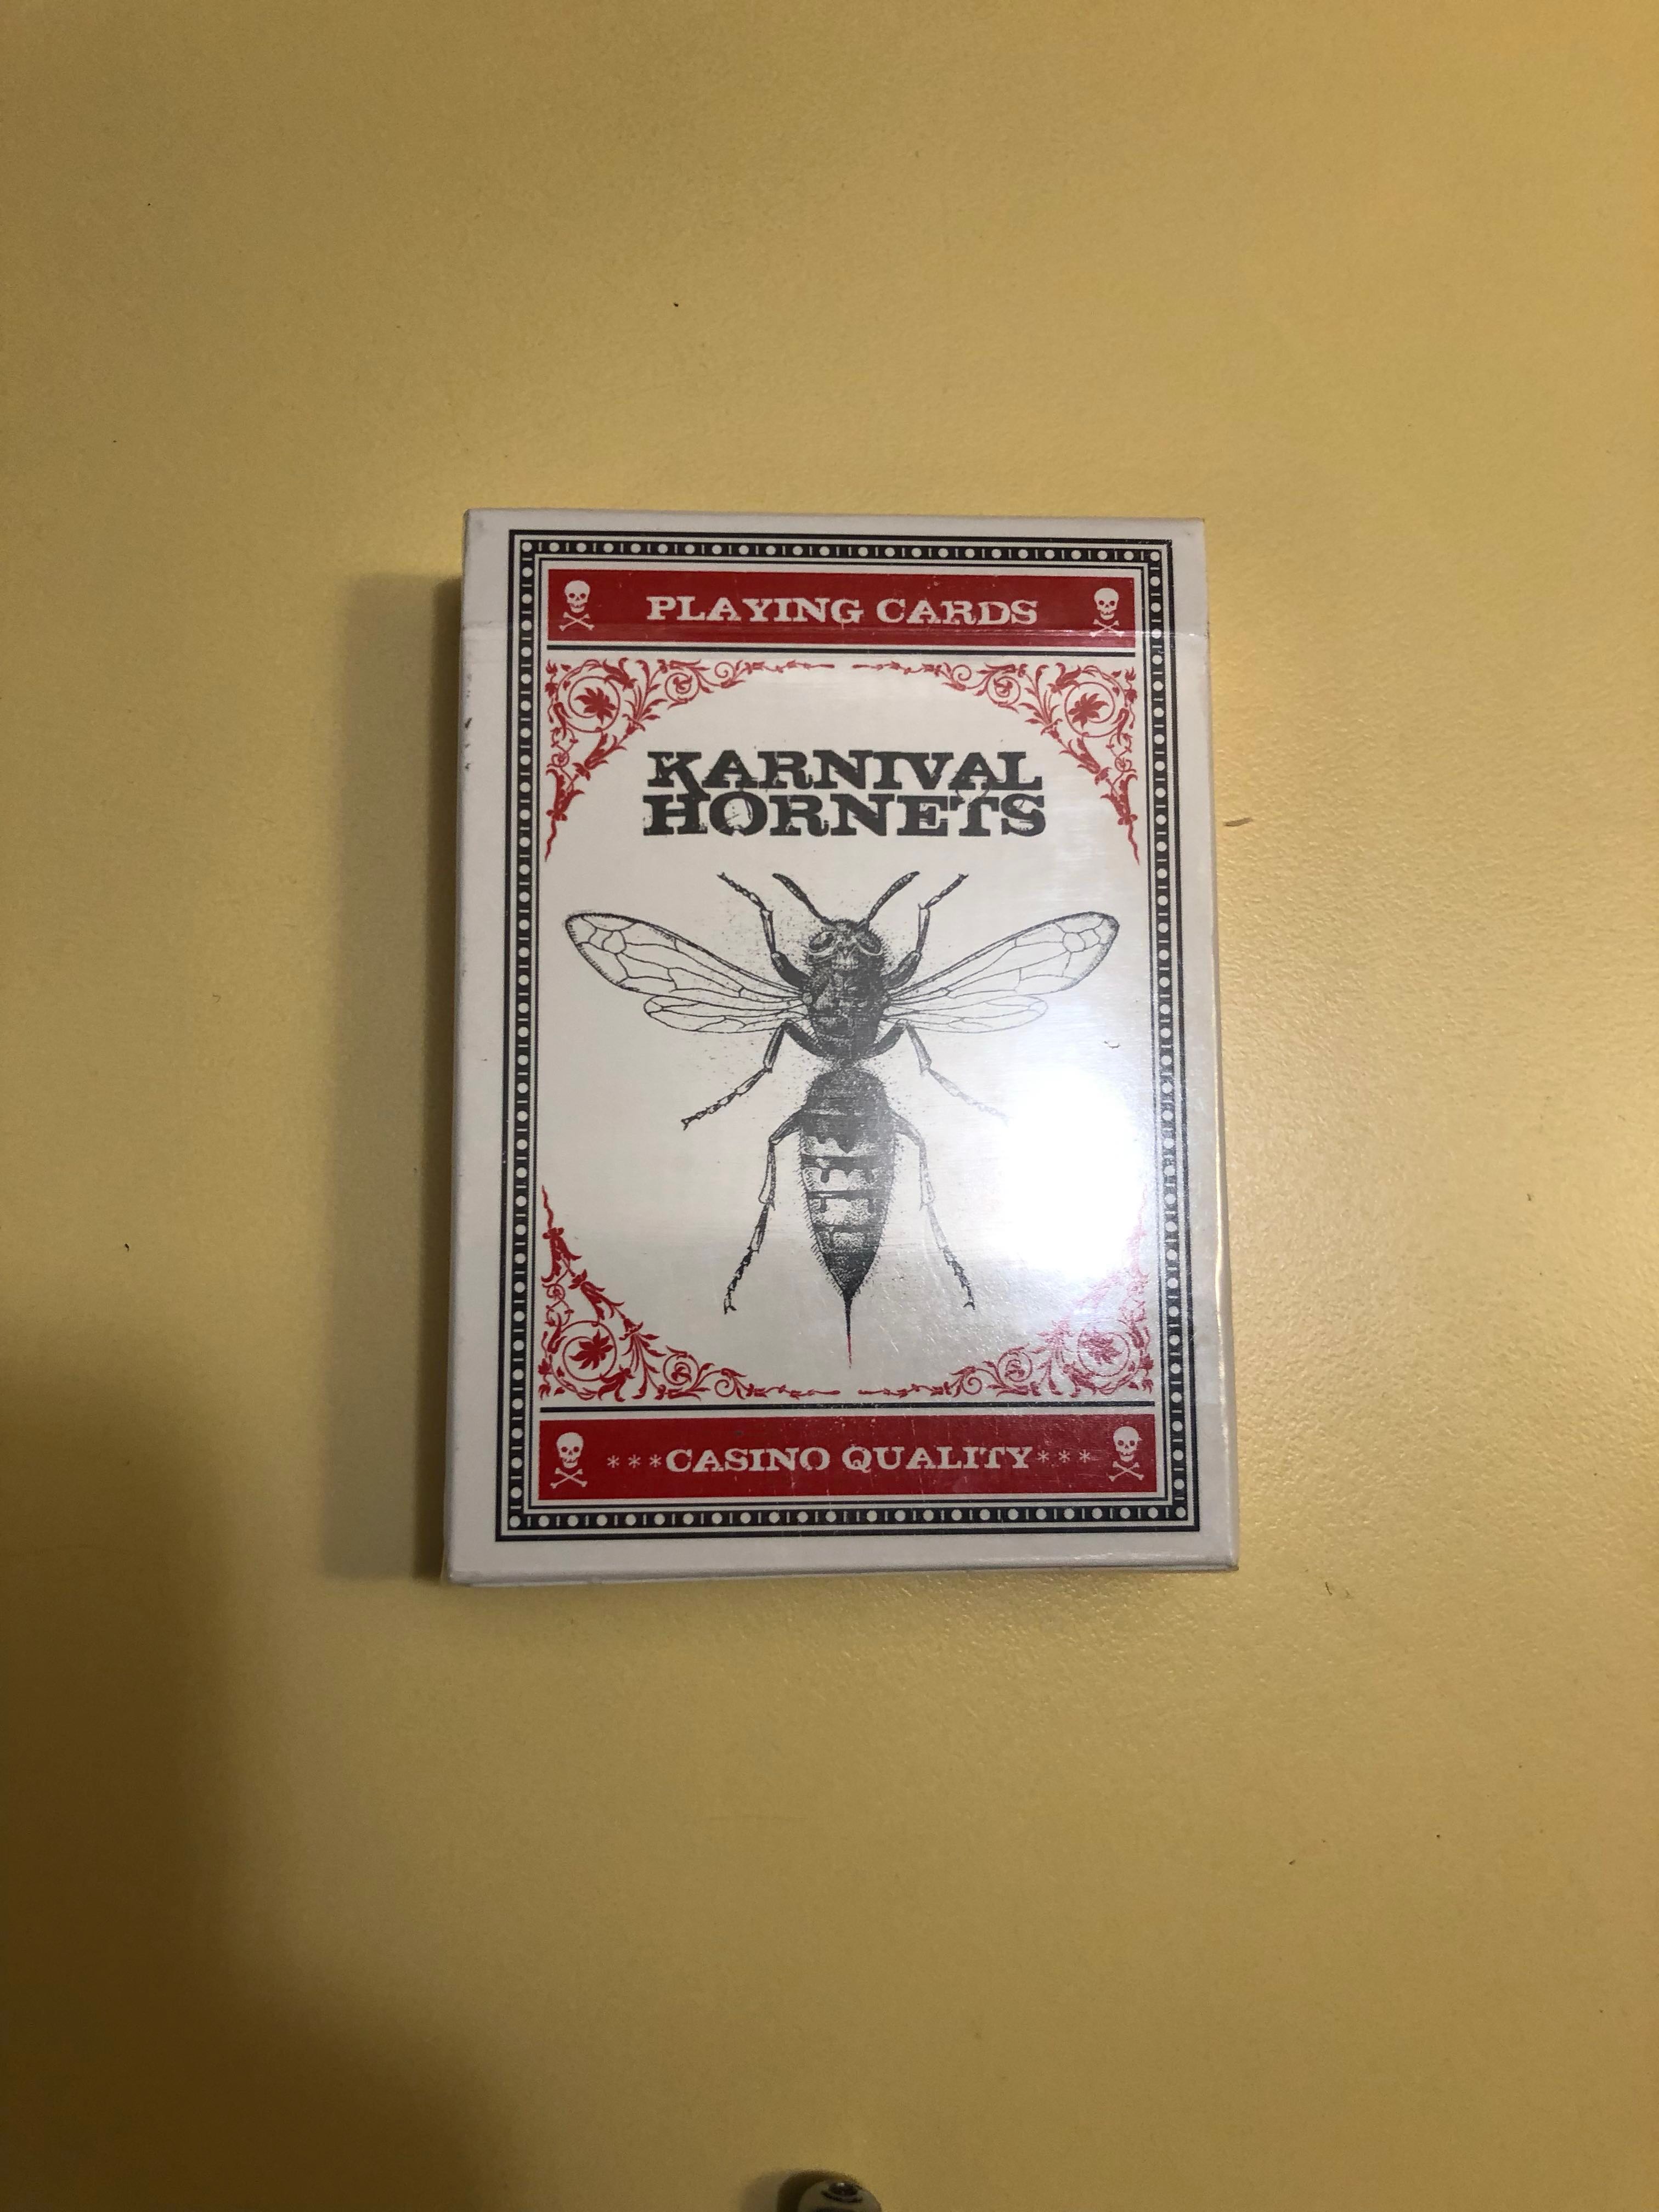 PLAYING CARDS
KARNIVAL
HORNETS
***CASINO QUALITY***